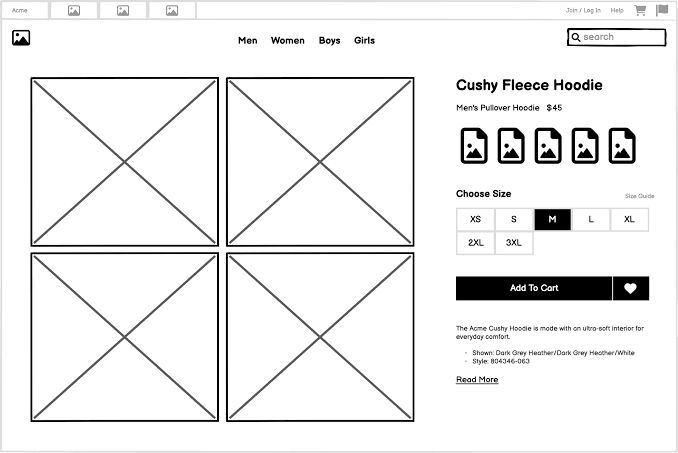 Acme
Join / Log In Help
Men Women Boys Girls
search
Cushy Fleece Hoodie
Men's Pullover Hoodie $45
Choose Size
Size Guide
XS S M L XL
2XL 3XL
Add To Cart
The Acme Cushy Hoodie is made with an ultra-soft interior for
everyday comfort.
Shown: Dark Grey Heather/Dark Grey Heather/White
Style: 804346-063
Read More